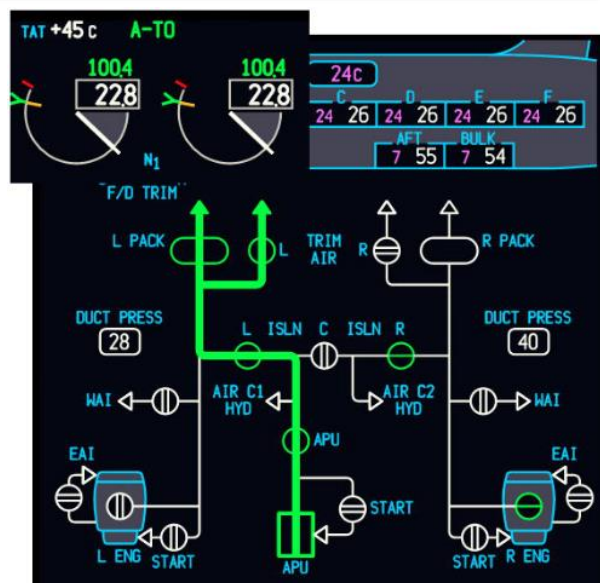 TAT +45c A-TO
100.4 100.4
22.8 22.8
N1
24c
C D E F
24 26 24 26 24 26 24 26
AFT BULK
7 55 7 54
"F/D TRIM"
L PACK L TRIM AIR R R PACK
DUCT PRESS
28
L ISLN C ISLN R
DUCT PRESS
40
WAI AIR C1 HYD AIR C2 HYD WAI
APU
EAI EAI
START
L ENG START APU START R ENG